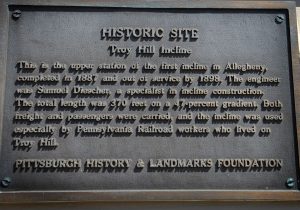 HISTORIC SITE
Troy Hill Incline
This is the upper station of the first incline in Allegheny,
completed in 1887 and out of service by 1898. The engineer
was Samuel Diescher, a specialist in incline construction.
The total length was 370 feet on a 47-percent gradient. Both
freight and passengers were carried, and the incline was used
especially by Pennsylvania Railroad workers who lived on
Troy Hill.
PITTSBURGH HISTORY & LANDMARKS FOUNDATION